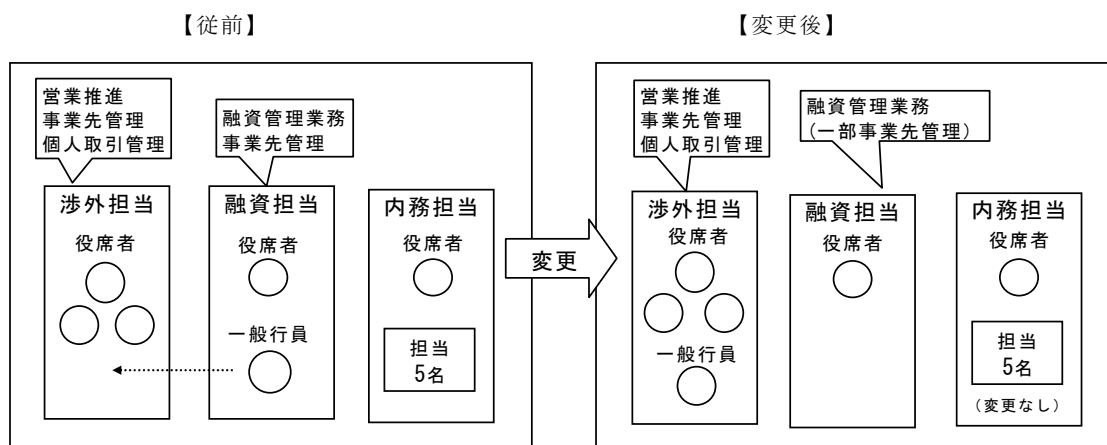 【従前】
営業推進
事業先管理
個人取引管理
融資管理業務
事業先管理
渉外担当
役席者
融資担当
役席者
一般行員
内務担当
役席者
担当
5名
変更
【変更後】
営業推進
事業先管理
個人取引管理
融資管理業務
(一部事業先管理)
渉外担当
役席者
一般行員
融資担当
役席者
内務担当
役席者
担当
5名
(変更なし)